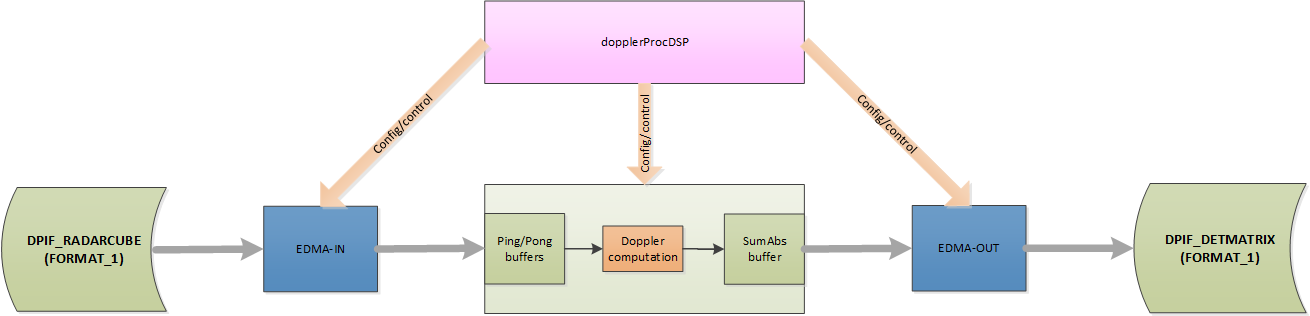 dopplerProcDSP
Config/control
Config/control
Config/control
DPIF_RADARCUBE
(FORMAT_1)
EDMA-IN
Ping/Pong
buffers
Doppler
computation
SumAbs
buffer
EDMA-OUT
DPIF_DETMATRIX
(FORMAT_1)